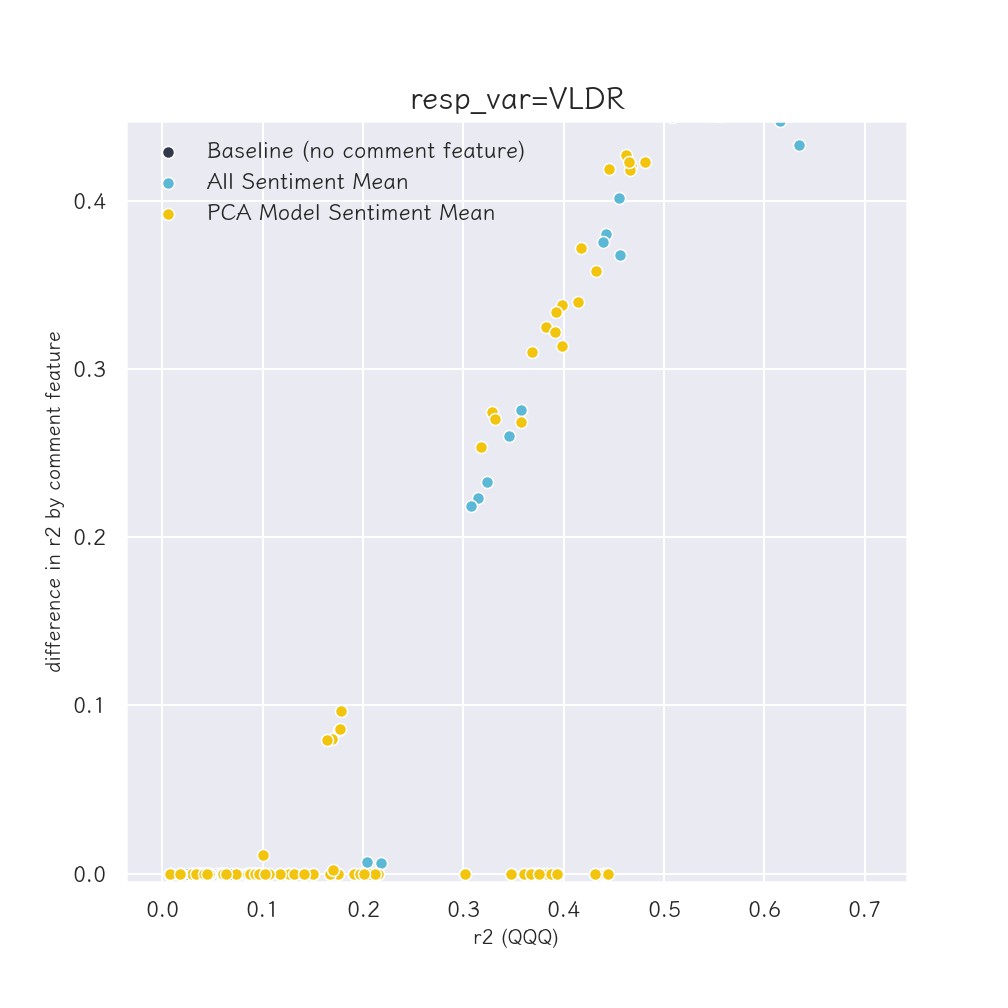 resp_var=VLDR
Baseline (no comment feature)
All Sentiment Mean
PCA Model Sentiment Mean
difference in r2 by comment feature
0.4
0.3
0.2
0.1
0.0
0.0 0.1 0.2 0.3 0.4 0.5 0.6 0.7
r2 (QQQ)